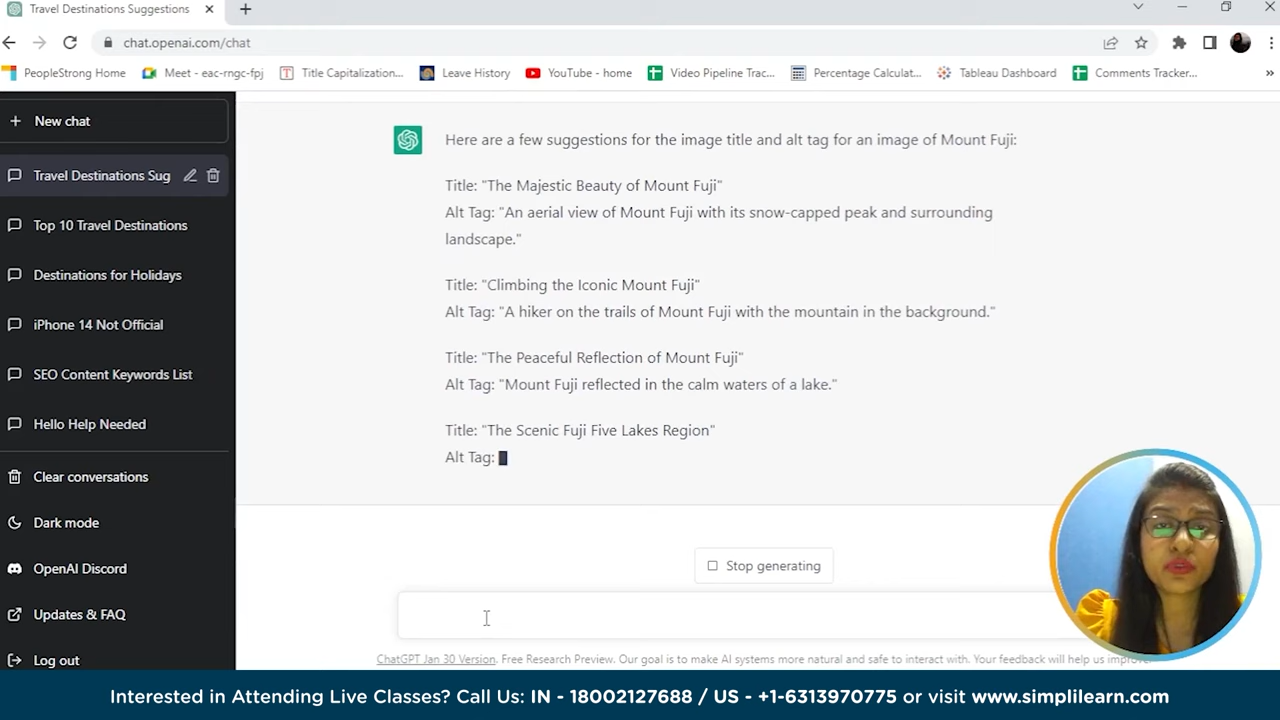 Travel Destinations Suggestions
chat.openai.com/chat
PeopleStrong Home
Meet - eac-rngc-fpj
Title Capitalization...
Leave History
YouTube - home
Video Pipeline Trac...
Percentage Calculat...
Tableau Dashboard
Comments Tracker...
New chat
Travel Destinations Sug
Top 10 Travel Destinations
Destinations for Holidays
iPhone 14 Not Official
SEO Content Keywords List
Hello Help Needed
Clear conversations
Dark mode
OpenAI Discord
Updates & FAQ
Log out
Here are a few suggestions for the image title and alt tag for an image of Mount Fuji:
Title: "The Majestic Beauty of Mount Fuji"
Alt Tag: "An aerial view of Mount Fuji with its snow-capped peak and surrounding
landscape."
Title: "Climbing the Iconic Mount Fuji"
Alt Tag: "A hiker on the trails of Mount Fuji with the mountain in the background."
Title: "The Peaceful Reflection of Mount Fuji"
Alt Tag: "Mount Fuji reflected in the calm waters of a lake."
Title: "The Scenic Fuji Five Lakes Region"
Alt Tag:
Stop generating
ChatGPT Jan 30 Version. Free Research Preview. Our goal is to make AI systems more natural and safe to interact with. Your feedback will help us improve
Interested in Attending Live Classes? Call Us: IN - 18002127688 / US - +1-6313970775 or visit www.simplilearn.com